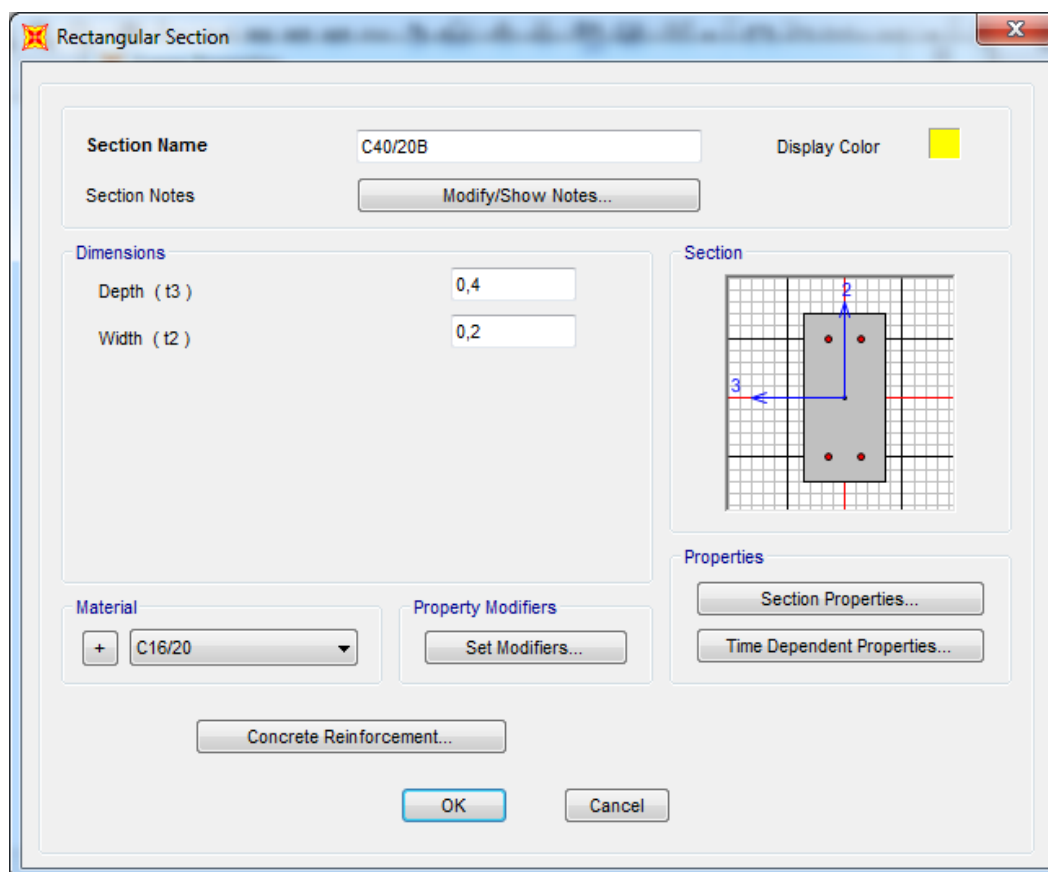 Rectangular Section
Section Name C40/20B Display Color
Section Notes Modify/Show Notes...
Dimensions
Depth ( t3 ) 0,4
Width ( t2 ) 0,2
Section
2
3
Properties
Section Properties...
Time Dependent Properties...
Material
+ C16/20
Property Modifiers
Set Modifiers...
Concrete Reinforcement...
OK Cancel